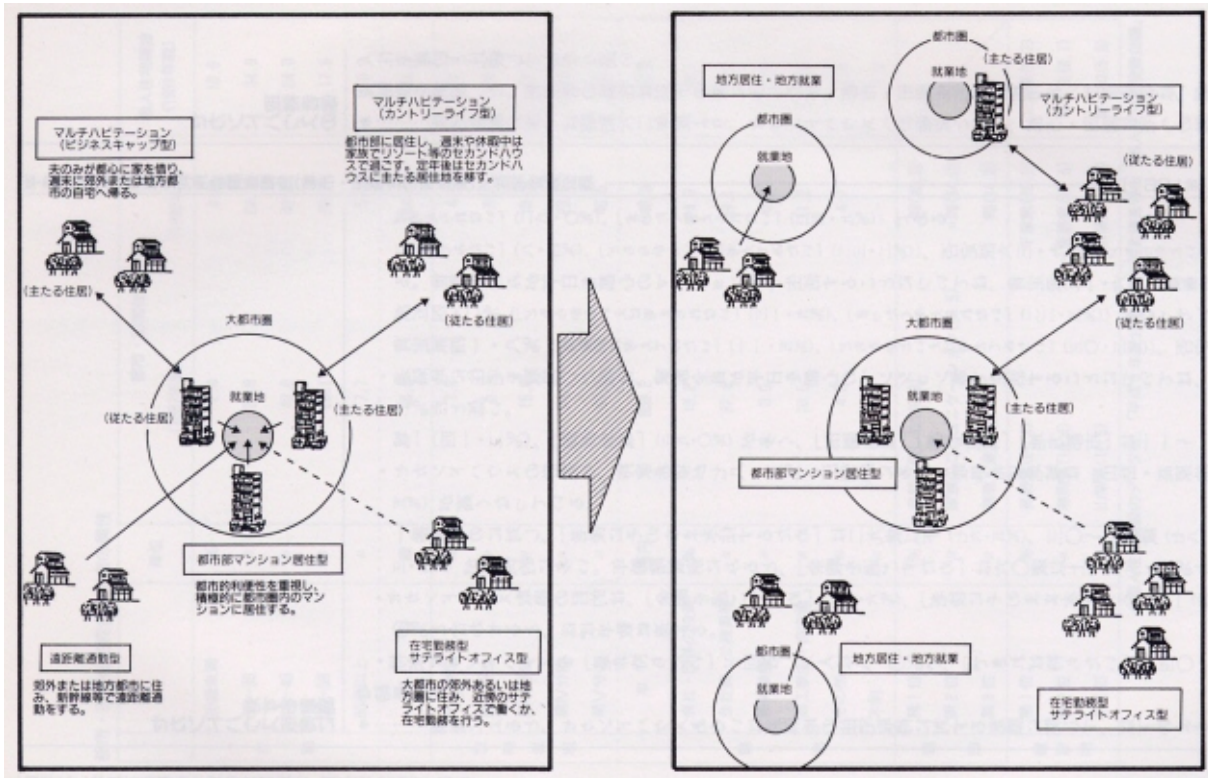 マルチハビテーション
(ビジネスキャップ型)
夫のみが都心に家を借り、
週末に郊外または地方都
市の自宅へ帰る。
マルチハビテーション
(カントリーライフ型)
都市部に居住し、週末や休暇中は
家族でリゾート等のセカンドハウ
スで過ごす。定年後はセカンドハ
ウスに主たる居住地を移す。
(主たる住居)
(従たる住居)
大都市圏
就業地
(従たる住居)
(主たる住居)
都市部マンション居住型
都市的利便性を重視し、
積極的に都市圏内のマン
ションに居住する。
遠距離通勤型
郊外または地方都市に住
み、新幹線等で遠距離通
勤をする。
在宅勤務型
サテライトオフィス型
大都市の郊外あるいは地
方圏に住み、近傍のサテ
ライトオフィスで働くか、
在宅勤務を行う。
都市圏
(主たる住居)
就業地
地方居住・地方就業
マルチハビテーション
(カントリーライフ型)
都市圏
就業地
(従たる住居)
(従たる住居)
大都市圏
就業地
(主たる住居)
都市部マンション居住型
都市圏
地方居住・地方就業
就業地
在宅勤務型
サテライトオフィス型